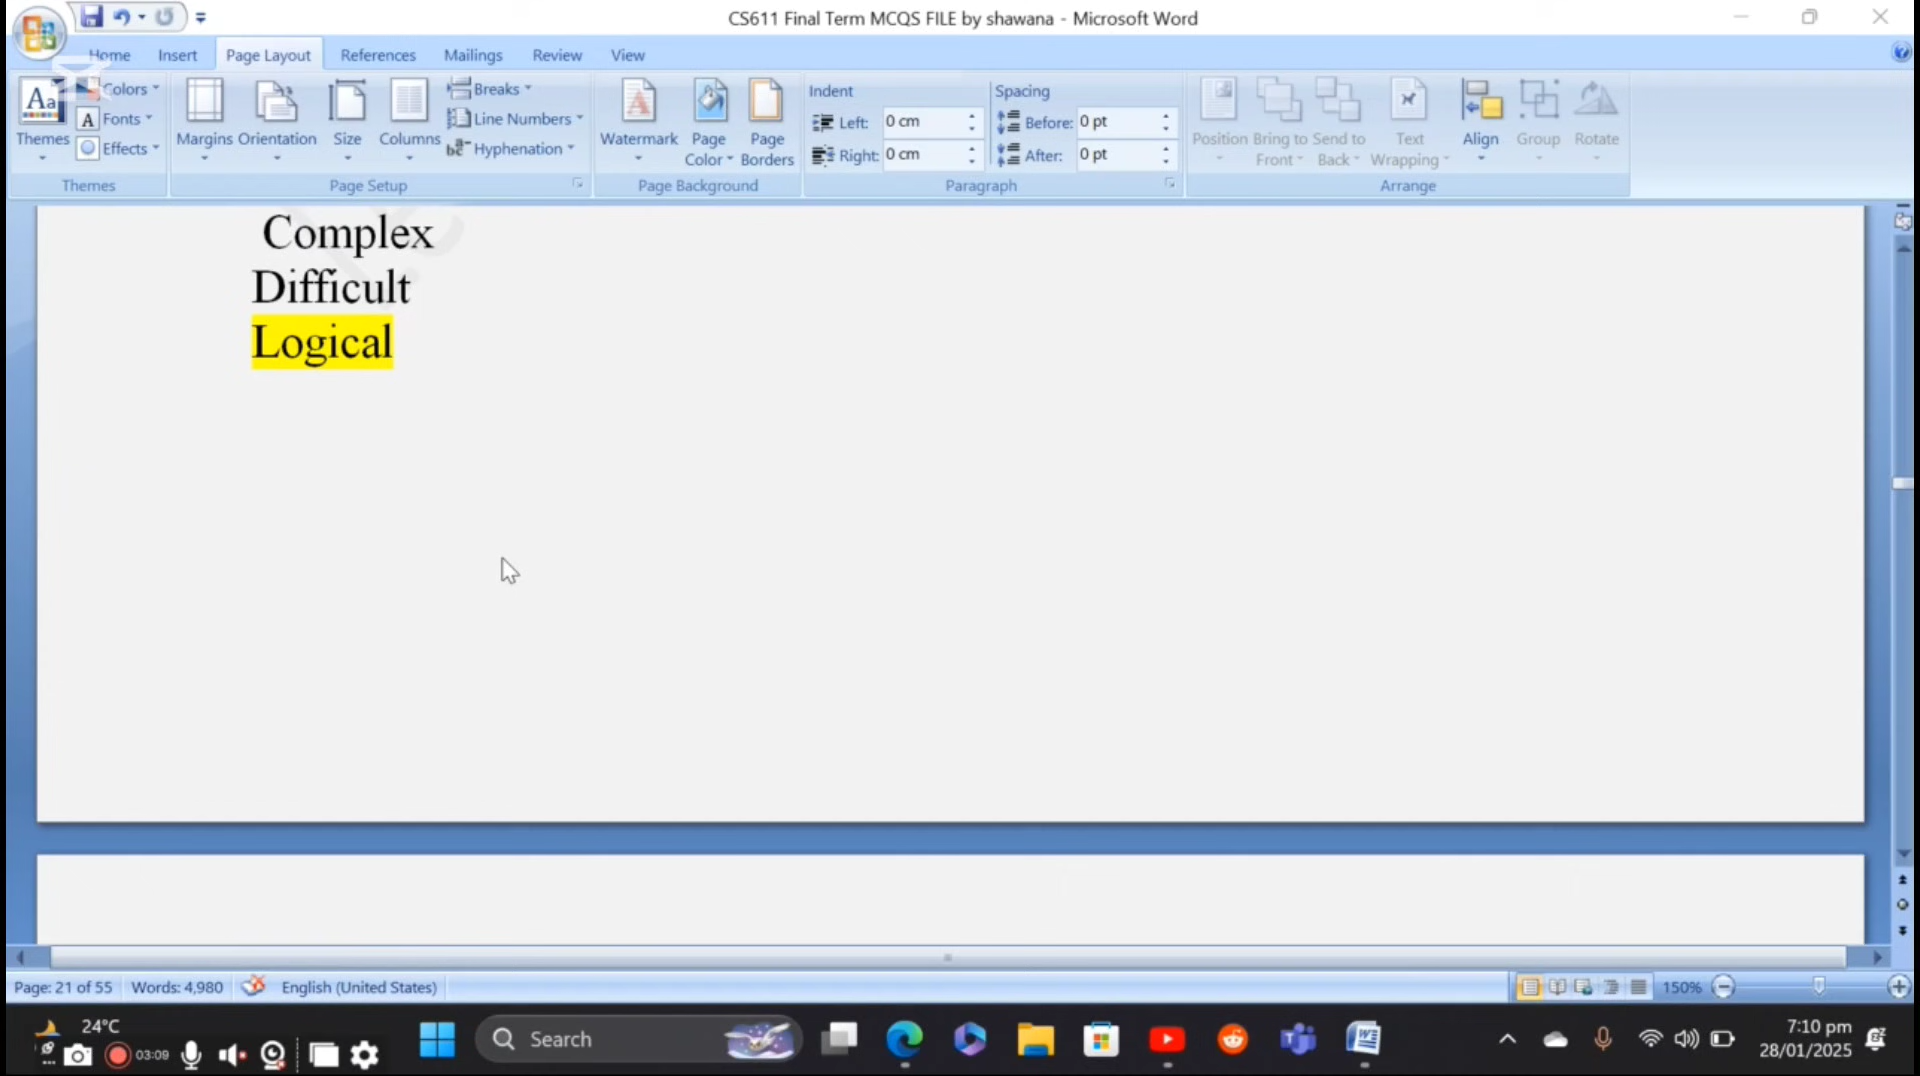 CS611 Final Term MCQS FILE by shawana - Microsoft Word
Home Insert Page Layout References Mailings Review View
Aa Themes Colors Fonts Effects
Margins Orientation Size Columns Breaks Line Numbers Hyphenation
Watermark Page Color Page Borders
Indent Left: 0 cm Right: 0 cm
Spacing Before: 0 pt After: 0 pt
Position Bring to Front Send to Back Text Wrapping Align Group Rotate
Themes Page Setup Page Background Paragraph Arrange
Complex
Difficult
Logical
Page: 21 of 55 Words: 4,980 English (United States) 150%
24°C
03:09
Search
7:10 pm
28/01/2025